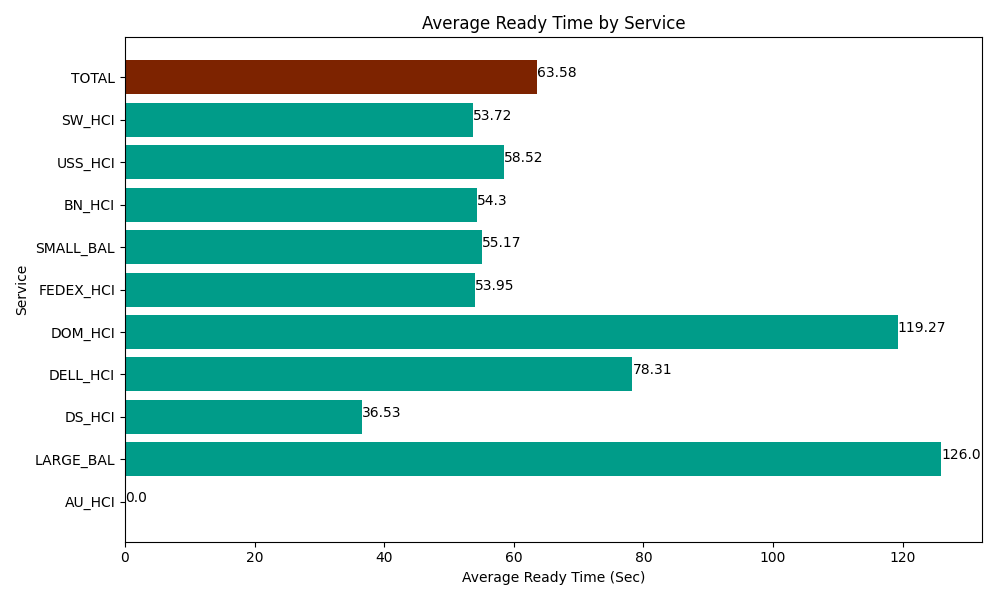 Average Ready Time by Service
Service
TOTAL 63.58
SW_HCI 53.72
USS_HCI 58.52
BN_HCI 54.3
SMALL_BAL 55.17
FEDEX_HCI 53.95
DOM_HCI 119.27
DELL_HCI 78.31
DS_HCI 36.53
LARGE_BAL 126.0
AU_HCI 0.0
0 20 40 60 80 100 120
Average Ready Time (Sec)